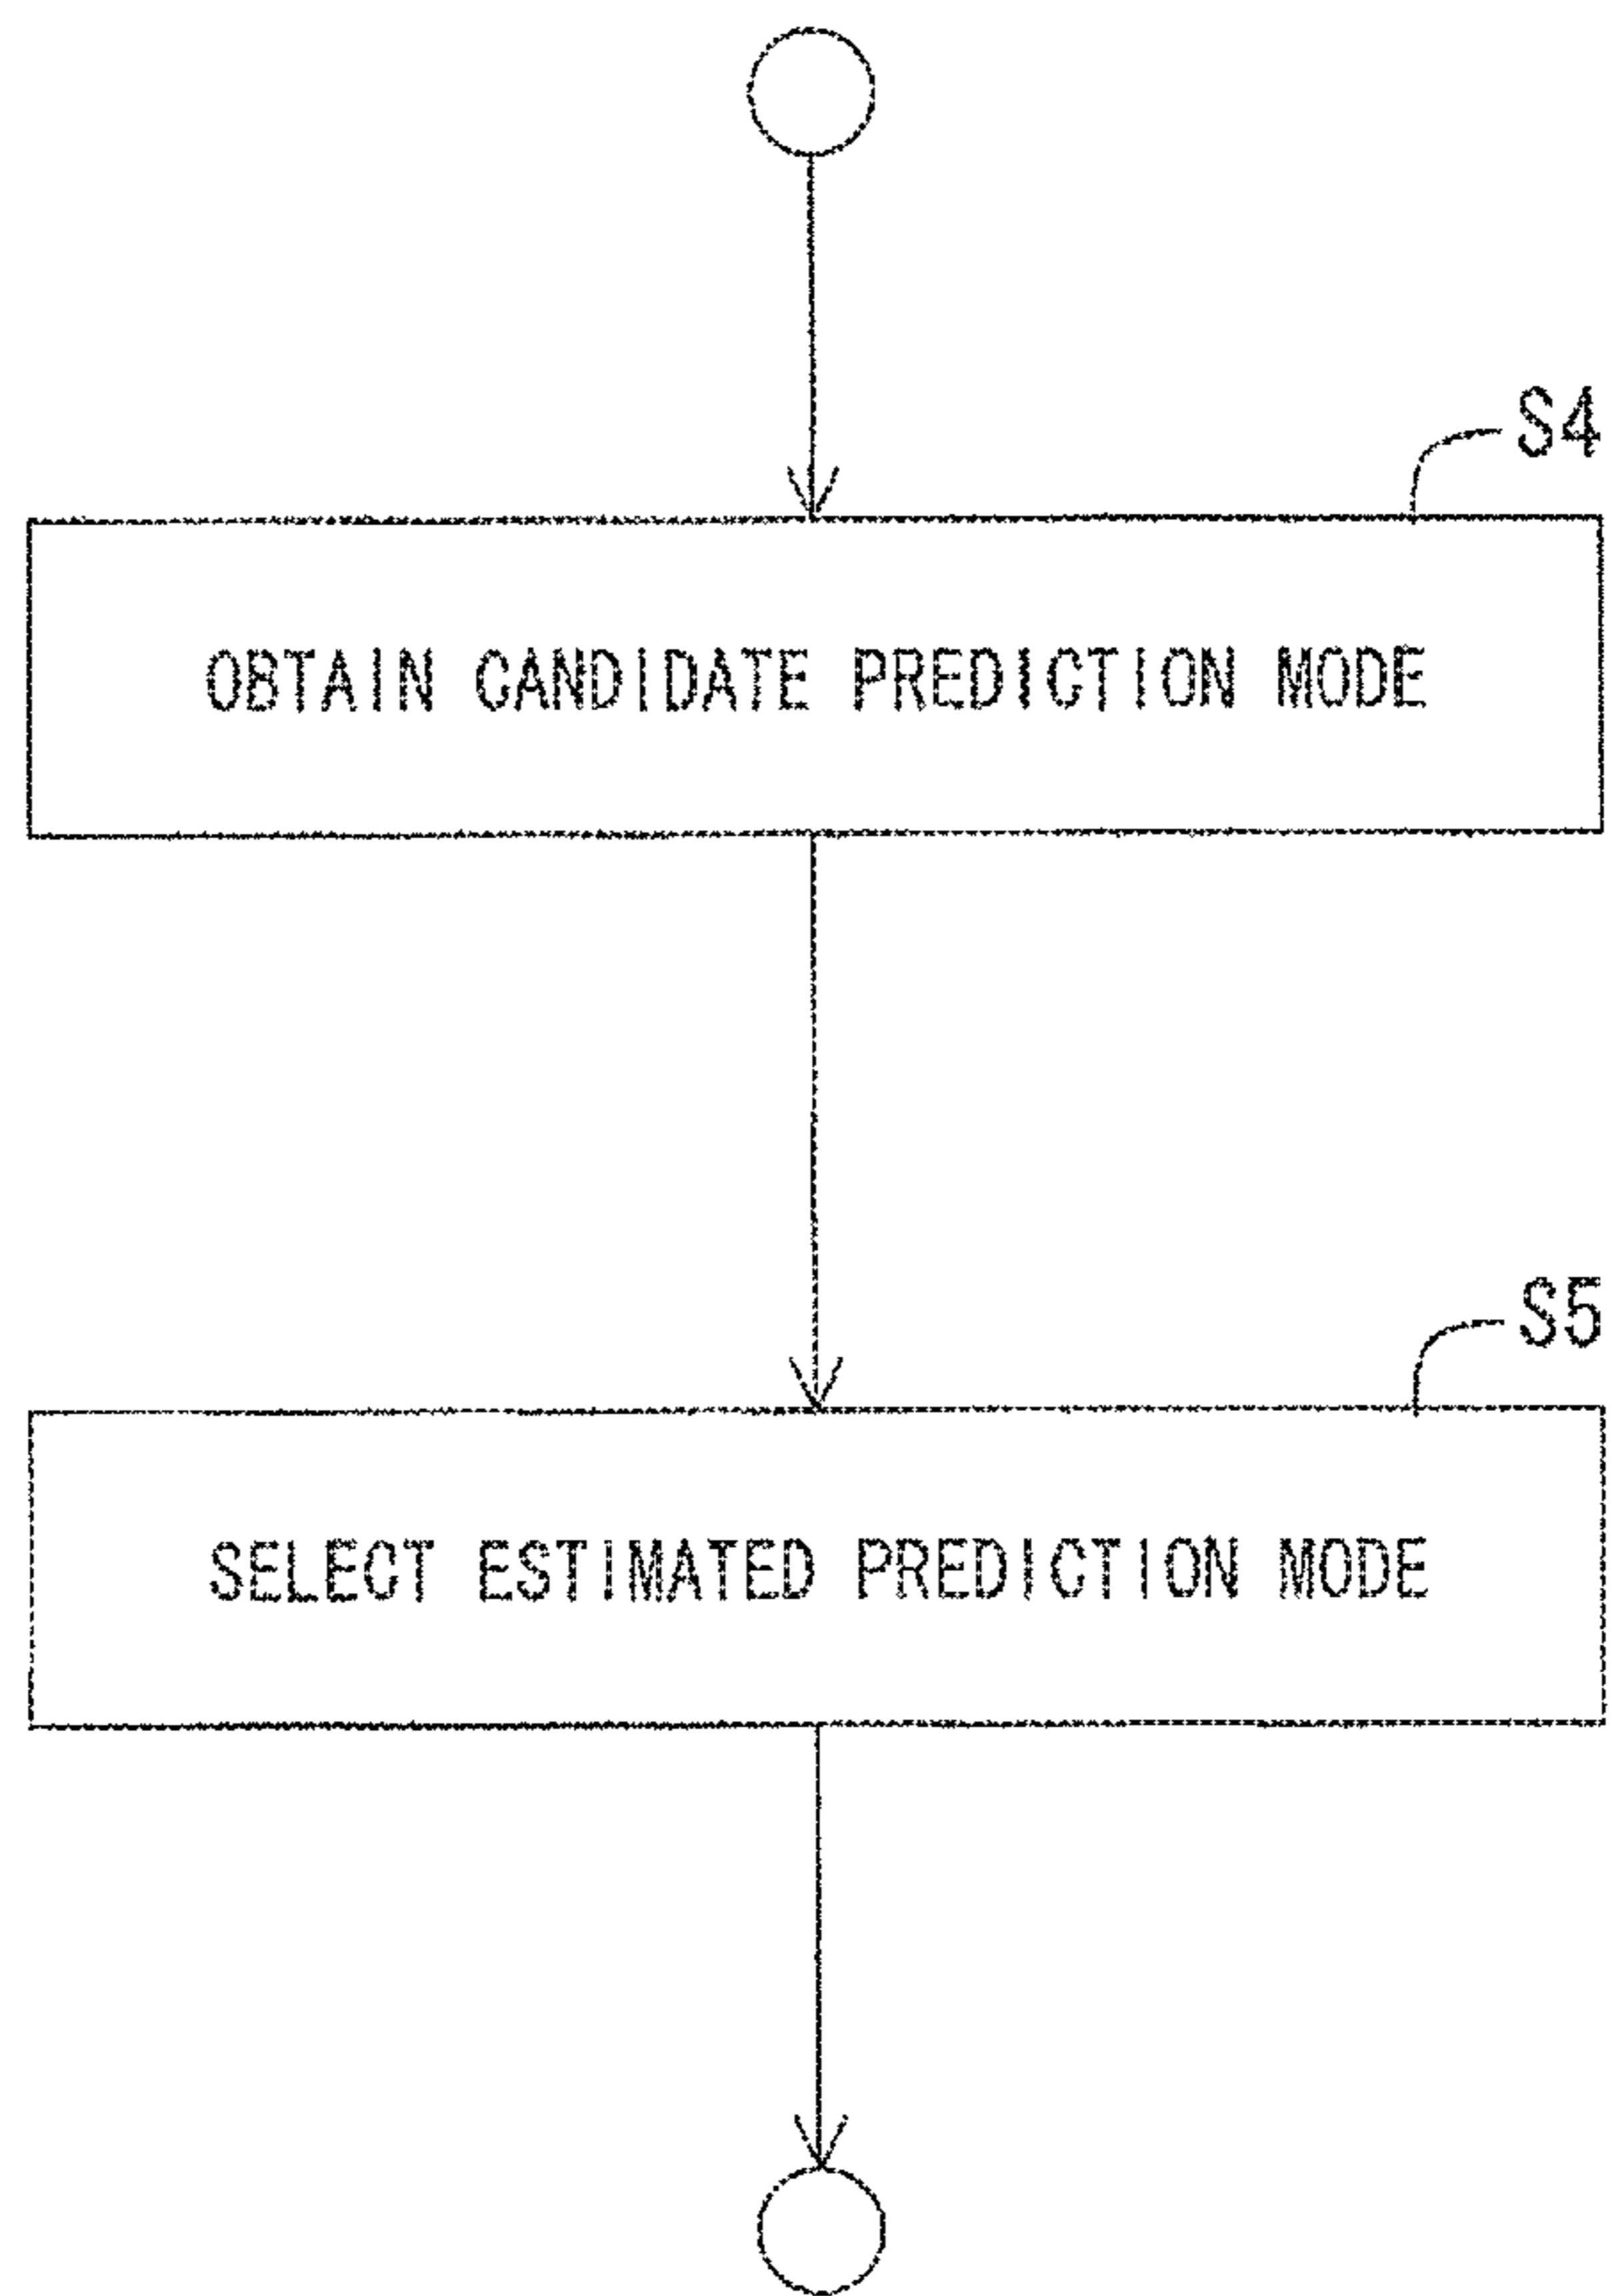 S4
OBTAIN CANDIDATE PREDICTION MODE
S5
SELECT ESTIMATED PREDICTION MODE